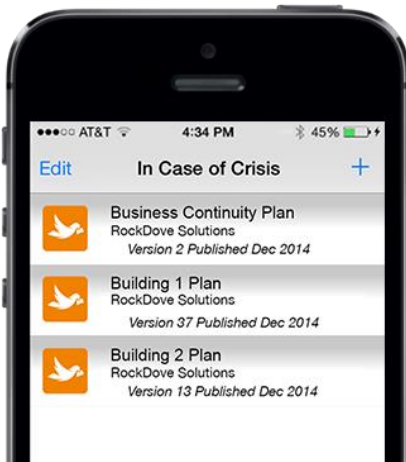 AT&T 4:34 PM 45%
Edit In Case of Crisis +
Business Continuity Plan
RockDove Solutions
Version 2 Published Dec 2014
Building 1 Plan
RockDove Solutions
Version 37 Published Dec 2014
Building 2 Plan
RockDove Solutions
Version 13 Published Dec 2014